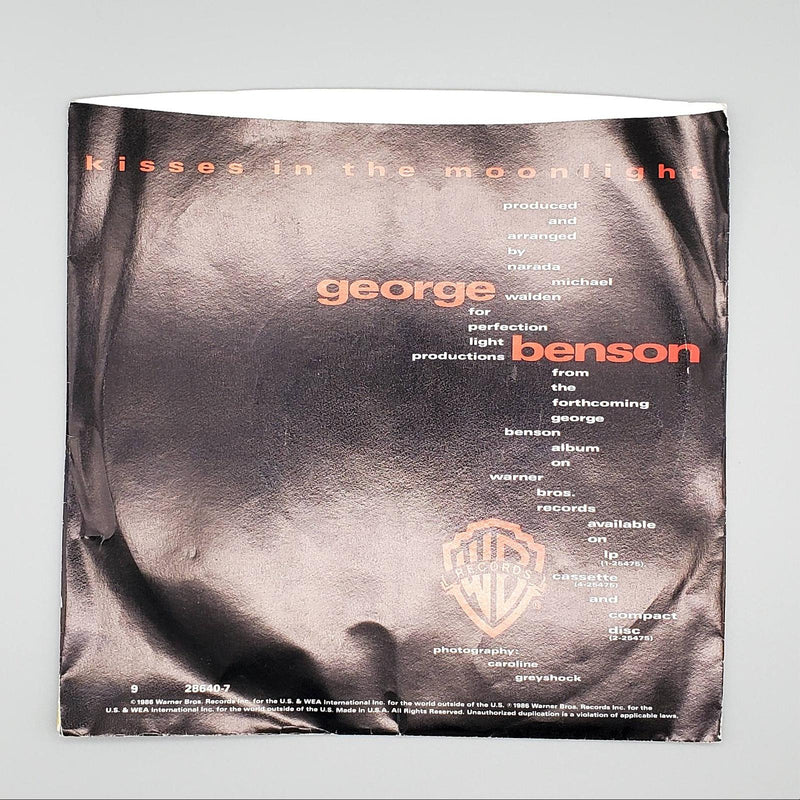 kisses in the moonlight
produced
and
arranged
by
narada
michael
george walden
for
perfection
light
productions benson
from
the
forthcoming
george
benson
album
on
warner
bros.
records
available
on
lp
(1-25475)
cassette
(4-25475)
and
compact
disc
(2-25475)
WB
RECORDS
®
photography:
caroline
greyshock
9 28640-7
©1986 Warner Bros. Records Inc. for the U.S. & WEA International Inc. for the world outside of the U.S. ℗ 1986 Warner Bros. Records Inc. for the
U.S. & WEA International Inc. for the world outside of the U.S. Made in U.S.A. All Rights Reserved. Unauthorized duplication is a violation of applicable laws.